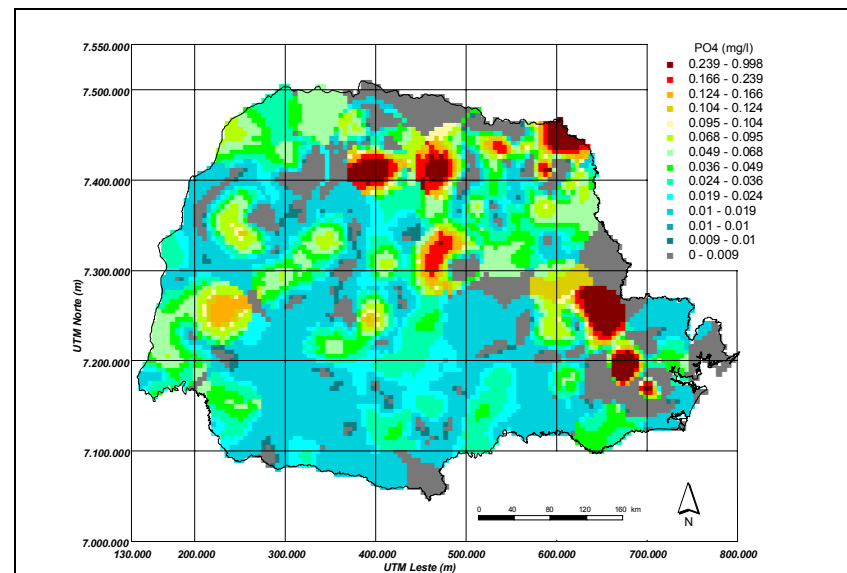 PO4 (mg/l)
0.239 - 0.998
0.166 - 0.239
0.124 - 0.166
0.104 - 0.124
0.095 - 0.104
0.068 - 0.095
0.049 - 0.068
0.036 - 0.049
0.024 - 0.036
0.019 - 0.024
0.01 - 0.019
0.01 - 0.01
0.009 - 0.01
0 - 0.009
7.550.000
7.500.000
7.400.000
7.300.000
7.200.000
7.100.000
7.000.000
UTM Norte (m)
0 40 80 120 160 km
N
130.000 200.000 300.000 400.000 500.000 600.000 700.000 800.000
UTM Leste (m)